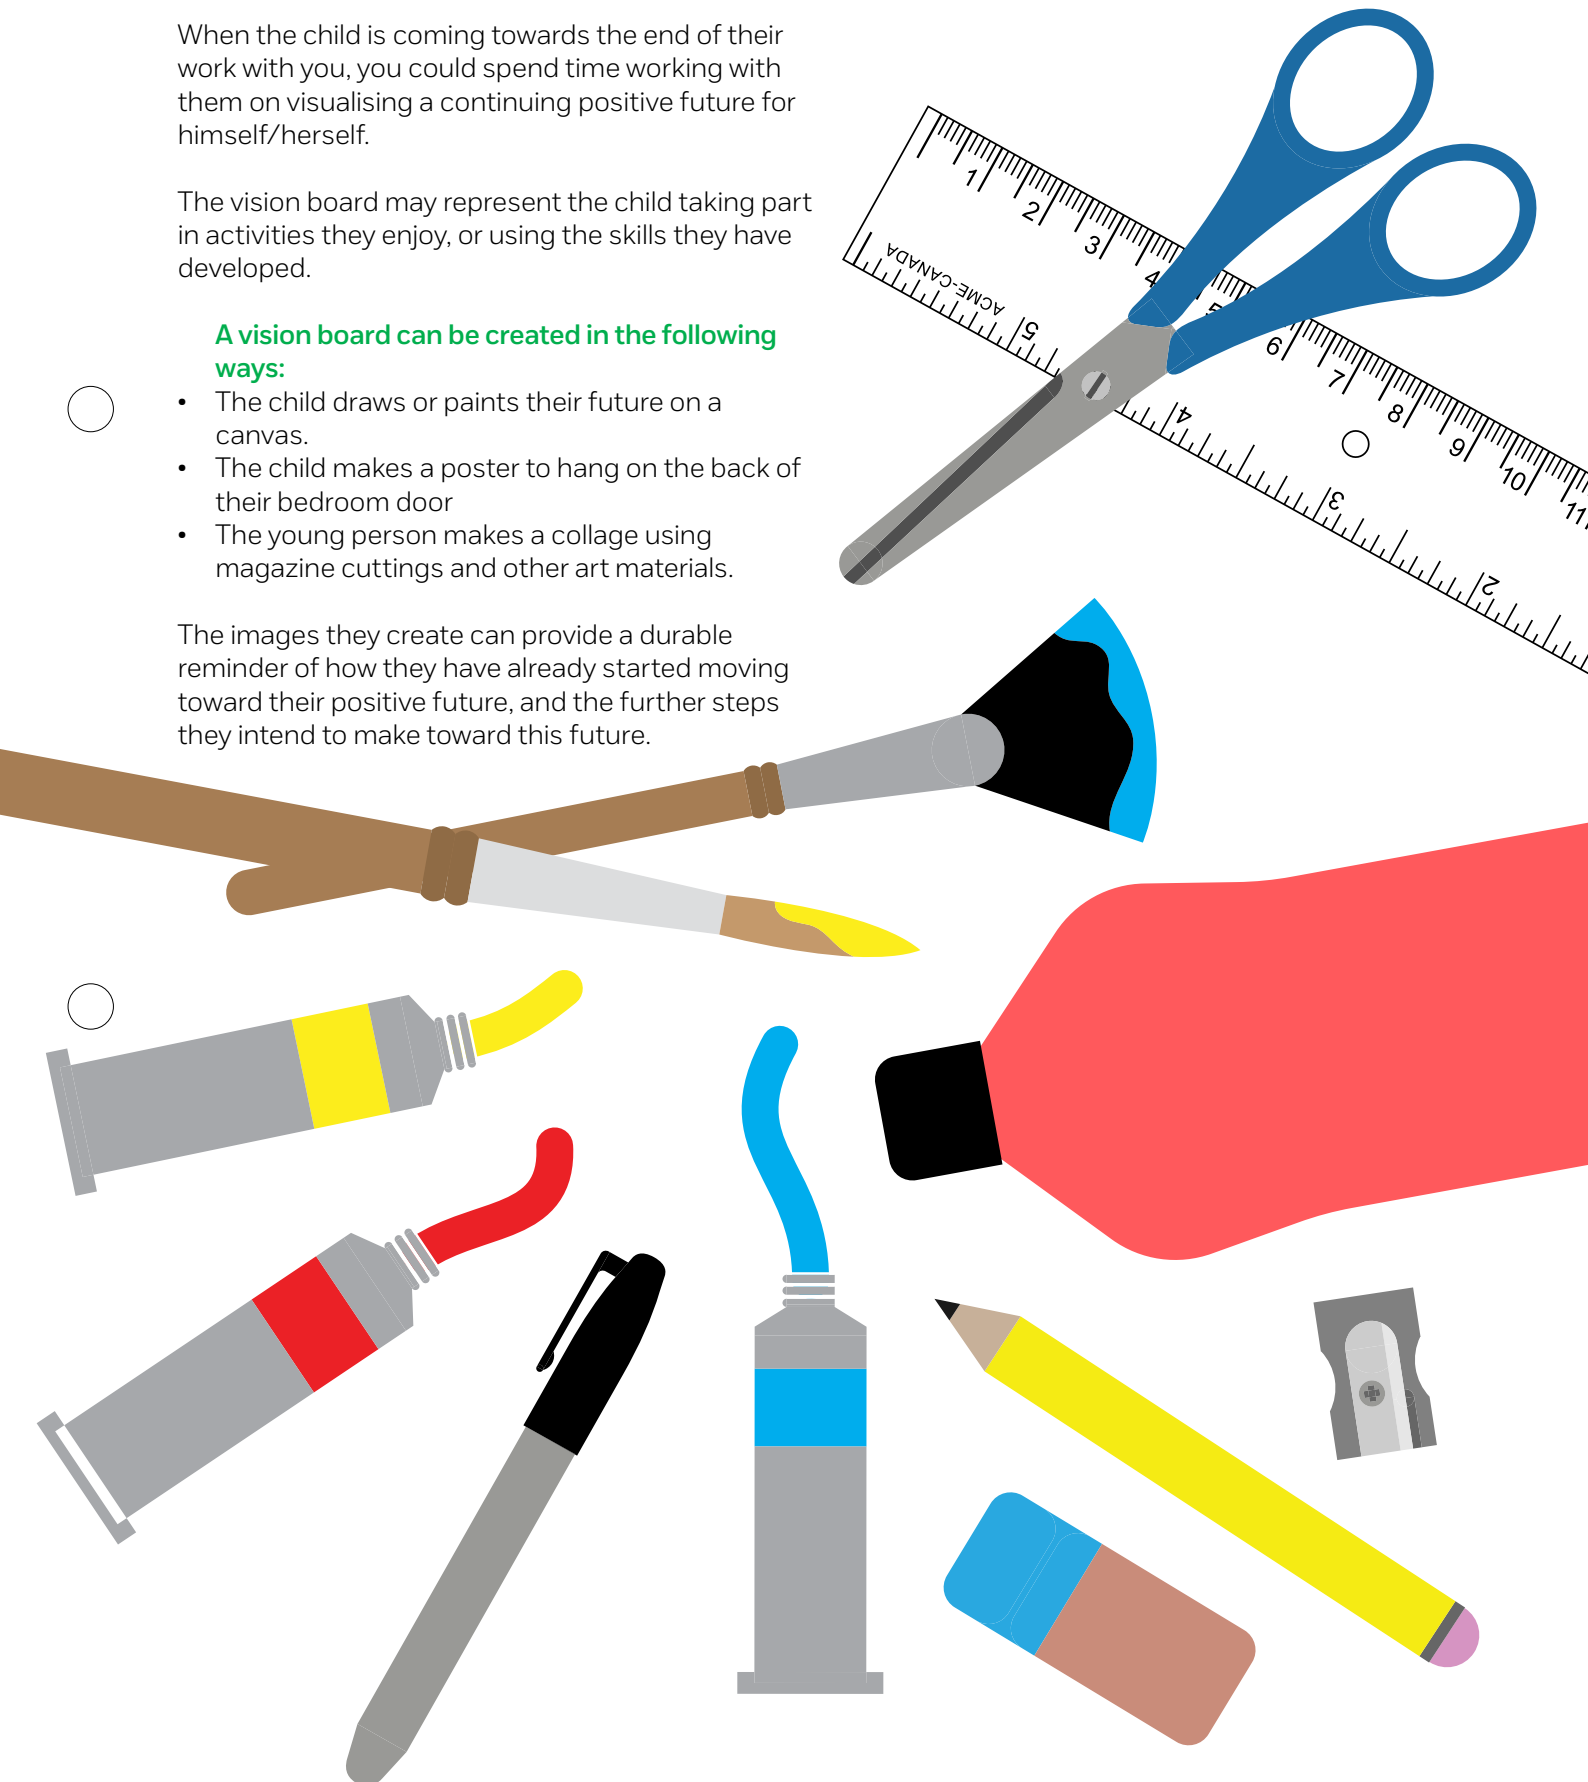 When the child is coming towards the end of their
work with you, you could spend time working with
them on visualising a continuing positive future for
himself/herself.
The vision board may represent the child taking part
in activities they enjoy, or using the skills they have
developed.
A vision board can be created in the following
ways:
• The child draws or paints their future on a
canvas.
• The child makes a poster to hang on the back of
their bedroom door
• The young person makes a collage using
magazine cuttings and other art materials.
The images they create can provide a durable
reminder of how they have already started moving
toward their positive future, and the further steps
they intend to make toward this future.
1 2 3 4 5 6 7 8 9 10 11
ACME-CANADA
5 4 3 2